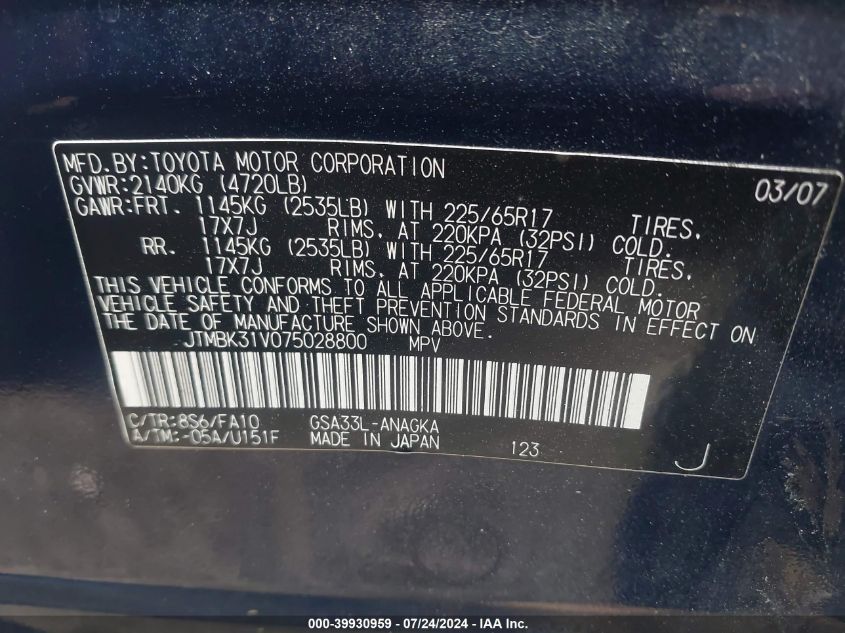 MFD. BY: TOYOTA MOTOR CORPORATION 03/07
GVWR: 2140KG (4720LB)
GAWR: FRT. 1145KG (2535LB) WITH 225/65R17 TIRES,
17X7J RIMS, AT 220KPA (32PSI) COLD.
RR. 1145KG (2535LB) WITH 225/65R17 TIRES,
17X7J RIMS, AT 220KPA (32PSI) COLD.
THIS VEHICLE CONFORMS TO ALL APPLICABLE FEDERAL MOTOR
VEHICLE SAFETY AND THEFT PREVENTION STANDARDS IN EFFECT ON
THE DATE OF MANUFACTURE SHOWN ABOVE.
JTMBK31V075028800 MPV
C/TR: 8S6/FA10 GSA33L-ANAGKA
A/TM: -05A/U151F MADE IN JAPAN 123 J
000-39930959 / 07/24/2024 / © IAA Holdings, LLC.